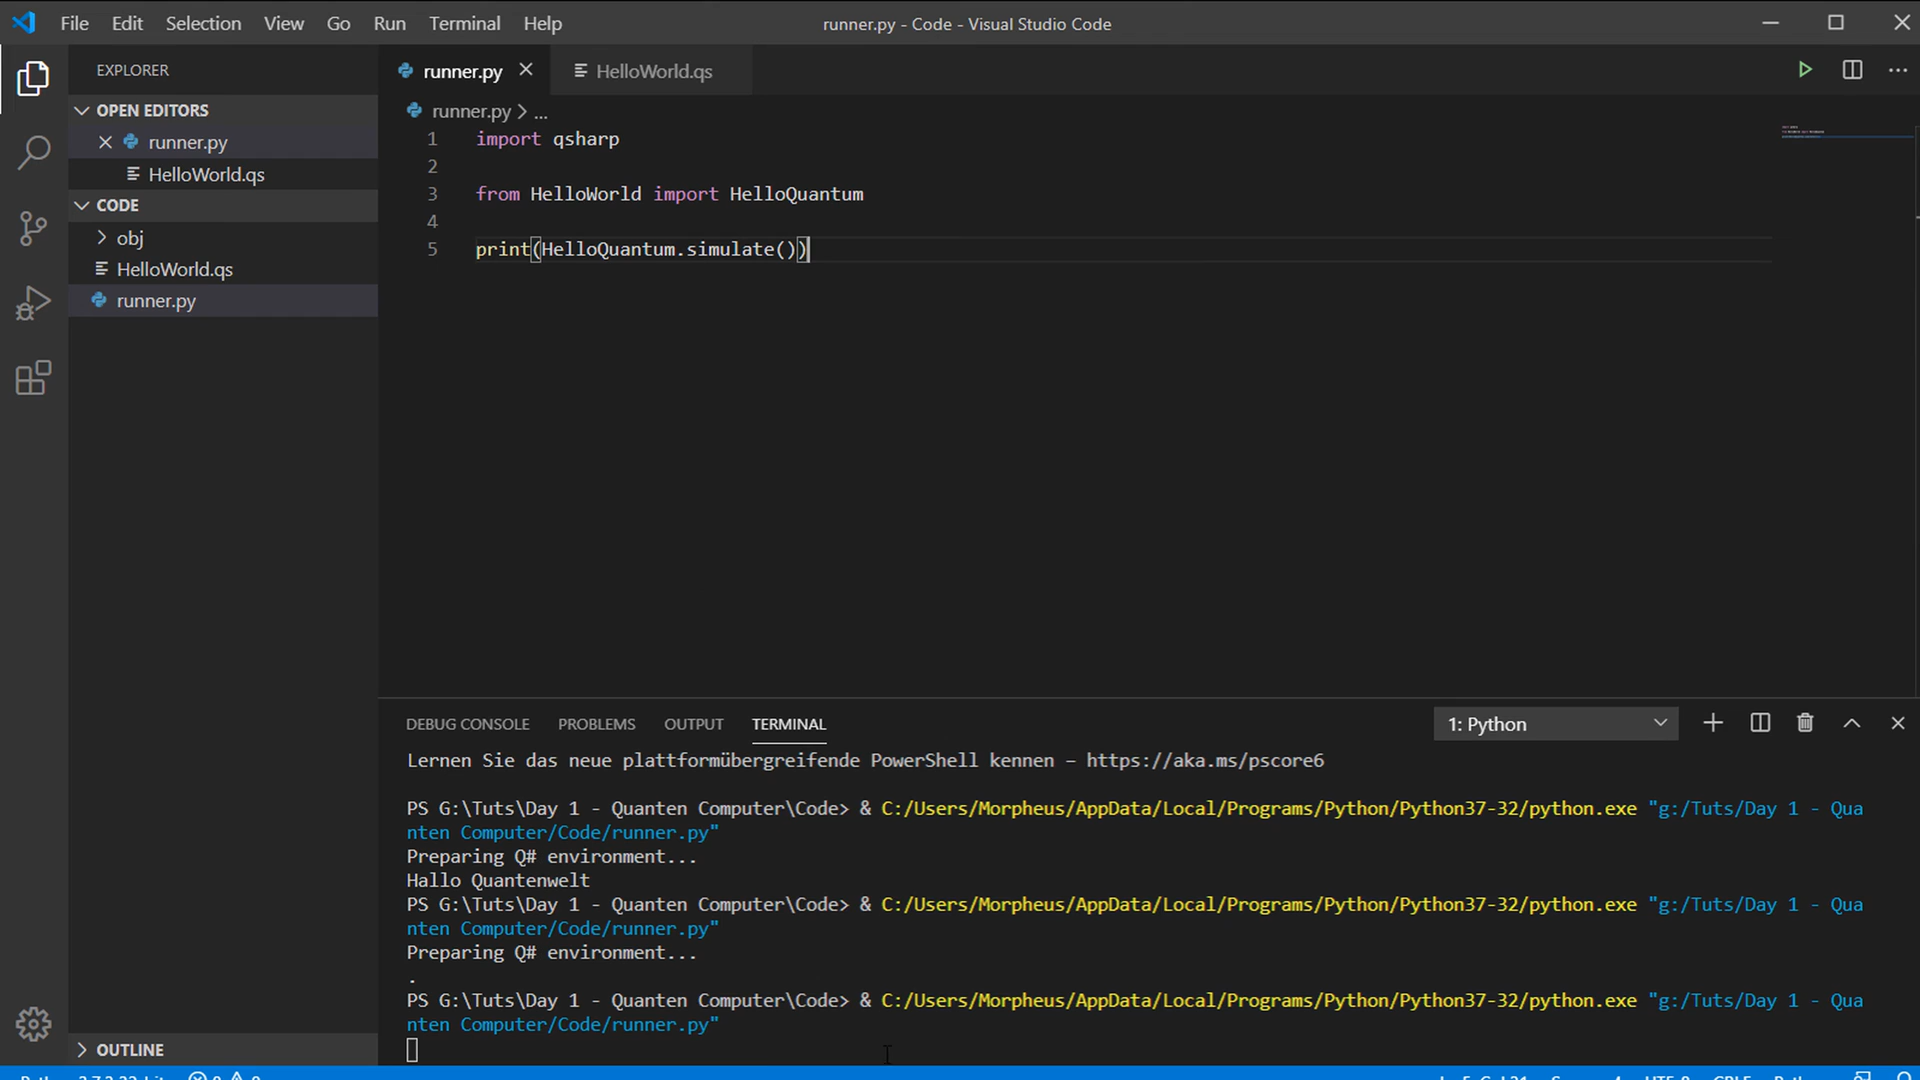 File Edit Selection View Go Run Terminal Help
runner.py - Code - Visual Studio Code
EXPLORER
OPEN EDITORS
runner.py
HelloWorld.qs
CODE
obj
HelloWorld.qs
runner.py
OUTLINE
runner.py HelloWorld.qs
runner.py > ...
1 import qsharp
2
3 from HelloWorld import HelloQuantum
4
5 print(HelloQuantum.simulate())
DEBUG CONSOLE PROBLEMS OUTPUT TERMINAL
1: Python
Lernen Sie das neue plattformübergreifende PowerShell kennen – https://aka.ms/pscore6
PS G:\Tuts\Day 1 - Quanten Computer\Code> & C:/Users/Morpheus/AppData/Local/Programs/Python/Python37-32/python.exe "g:/Tuts/Day 1 - Qua
nten Computer/Code/runner.py"
Preparing Q# environment...
Hallo Quantenwelt
PS G:\Tuts\Day 1 - Quanten Computer\Code> & C:/Users/Morpheus/AppData/Local/Programs/Python/Python37-32/python.exe "g:/Tuts/Day 1 - Qua
nten Computer/Code/runner.py"
Preparing Q# environment...
.
PS G:\Tuts\Day 1 - Quanten Computer\Code> & C:/Users/Morpheus/AppData/Local/Programs/Python/Python37-32/python.exe "g:/Tuts/Day 1 - Qua
nten Computer/Code/runner.py"